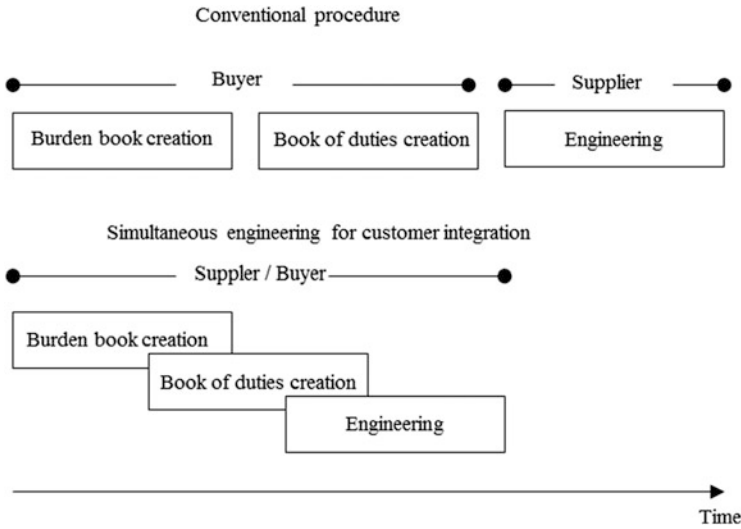 Conventional procedure
Buyer
Supplier
Burden book creation
Book of duties creation
Engineering
Simultaneous engineering for customer integration
Suppler / Buyer
Burden book creation
Book of duties creation
Engineering
Time